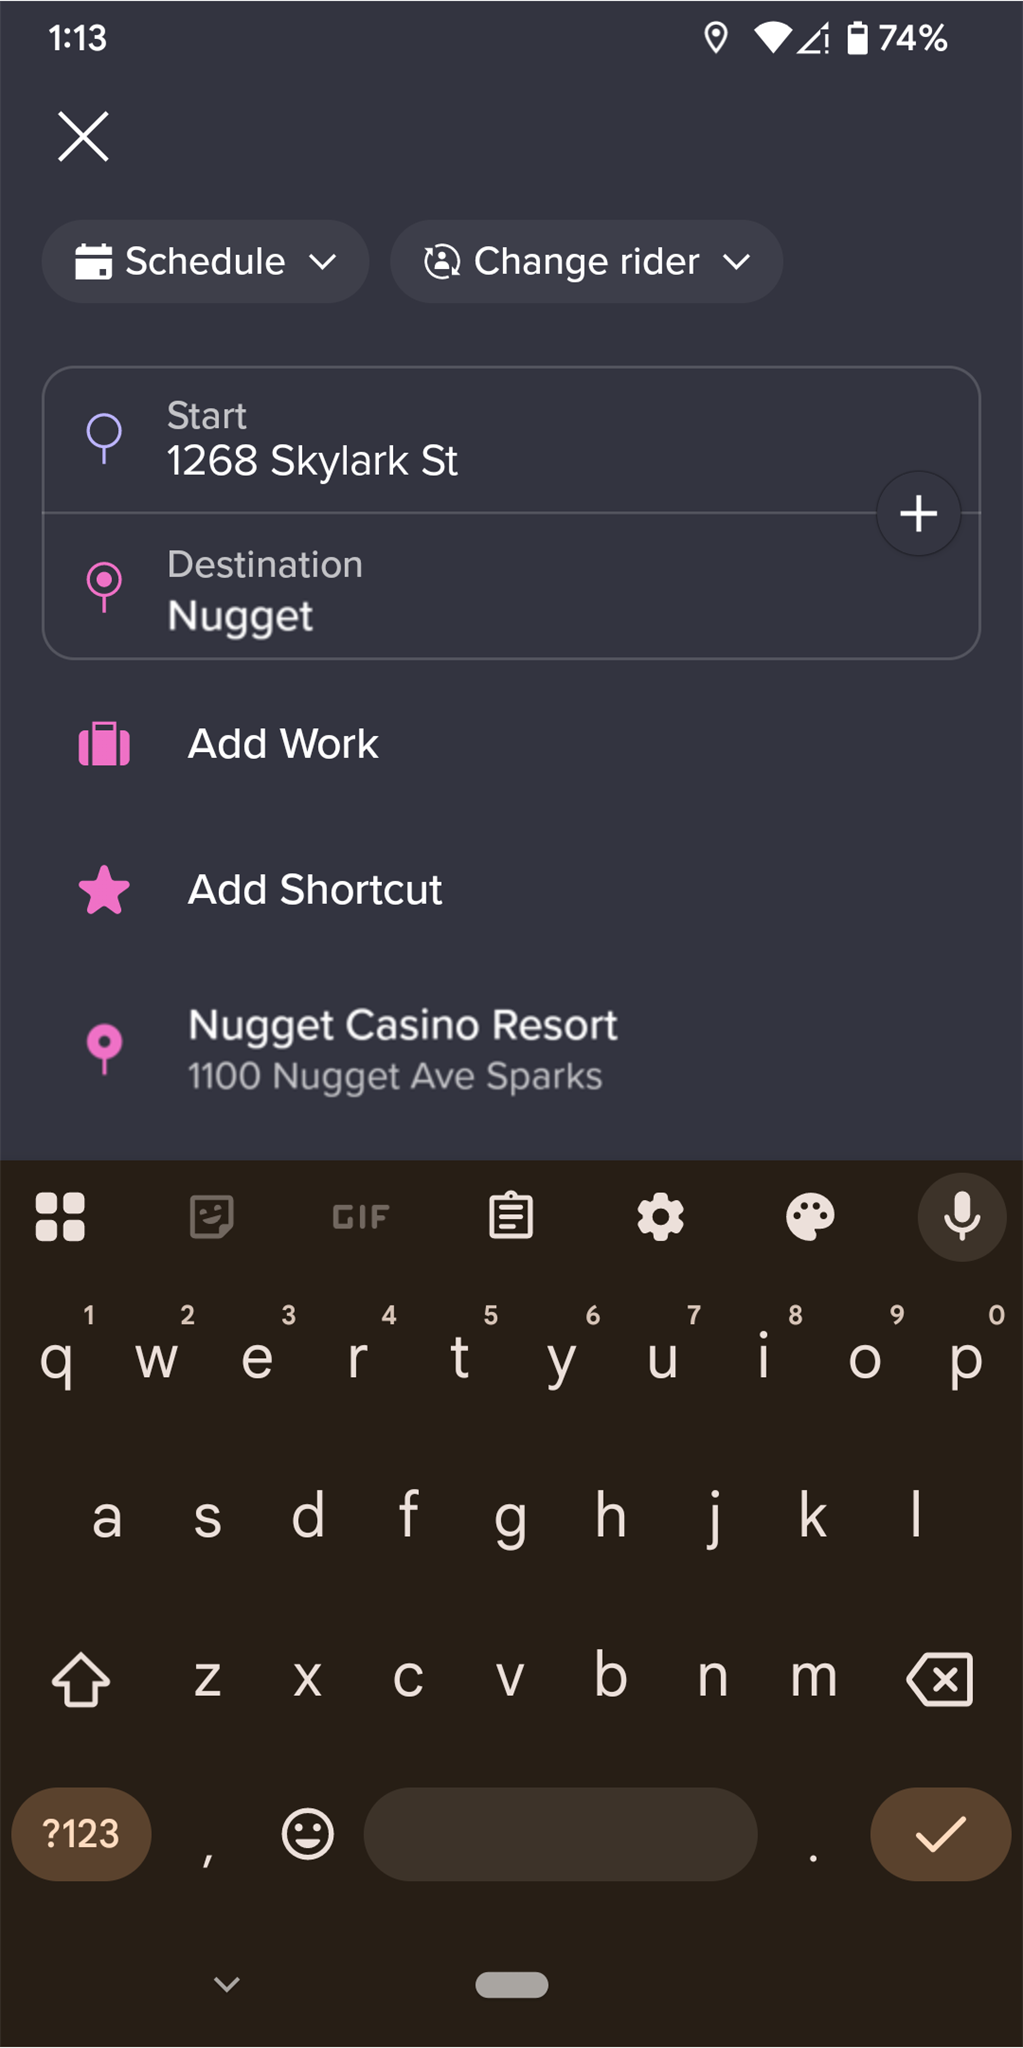 1:13 74%
Schedule Change rider
Start
1268 Skylark St
Destination
Nugget
Add Work
Add Shortcut
Nugget Casino Resort
1100 Nugget Ave Sparks
GIF
1 2 3 4 5 6 7 8 9 0
q w e r t y u i o p
a s d f g h j k l
z x c v b n m
?123 , .